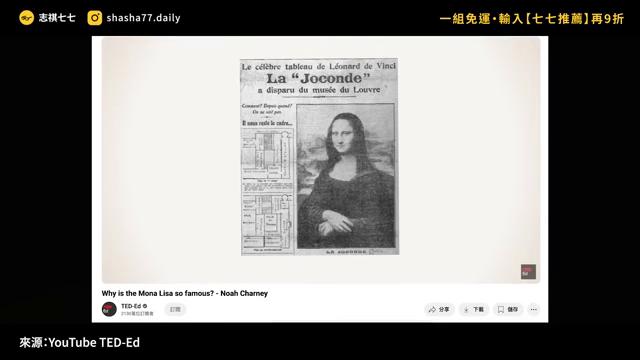 志祺七七
shasha77.daily
一組免運・輸入【七七推薦】再9折
Le célèbre tableau de Léonard de Vinci
La “Joconde”
a disparu du musée du Louvre
Comment? Depuis quand?
On ne sait pas.
Il nous reste le cadre...
LA JOCONDE
Why is the Mona Lisa so famous? - Noah Charney
TED-Ed
訂閱
分享
下載
儲存
來源：YouTube TED-Ed